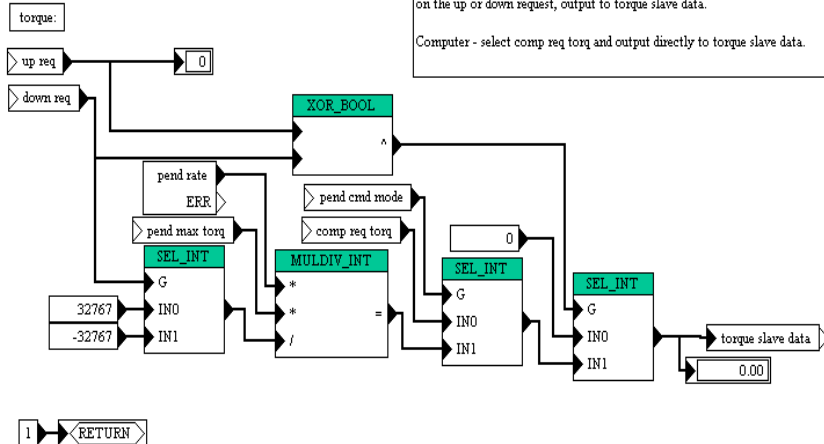 on the up or down request, output to torque slave data.
torque:
Computer - select comp req torq and output directly to torque slave data.
up req
0
down req
XOR_BOOL
^
pend rate
ERR
pend cmd mode
pend max torq
comp req torq
0
SEL_INT
MULDIV_INT
SEL_INT
SEL_INT
G
*
G
32767
IN0
*
=
IN0
G
-32767
IN1
/
IN1
IN0
IN1
torque slave data
0.00
1
RETURN